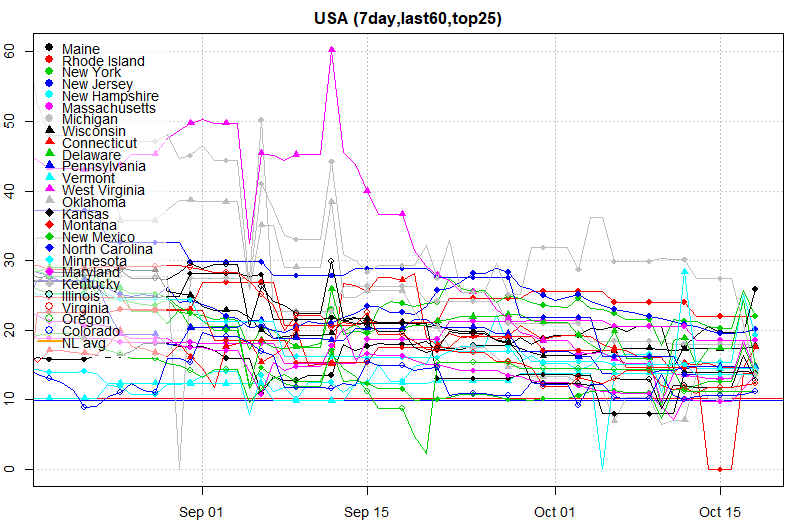 USA (7day,last60,top25)
60
50
40
30
20
10
0
Maine
Rhode Island
New York
New Jersey
New Hampshire
Massachusetts
Michigan
Wisconsin
Connecticut
Delaware
Pennsylvania
Vermont
West Virginia
Oklahoma
Kansas
Montana
New Mexico
North Carolina
Minnesota
Maryland
Kentucky
Illinois
Virginia
Oregon
Colorado
NL avg
Sep 01
Sep 15
Oct 01
Oct 15